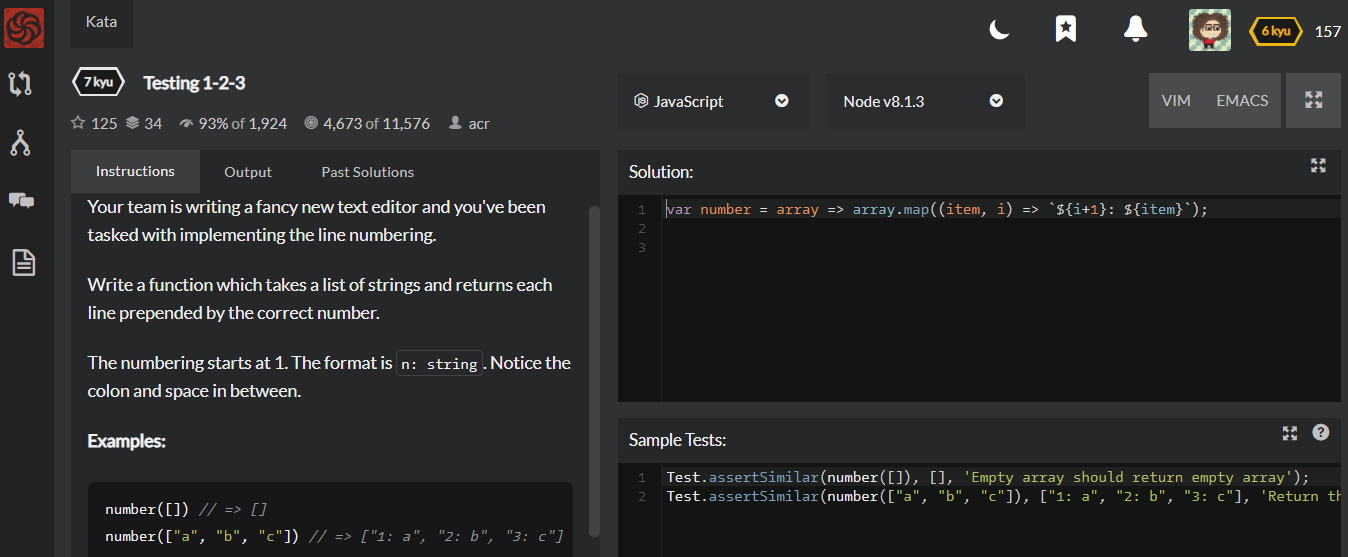 Kata
6 kyu 157
7 kyu Testing 1-2-3
125 34 93% of 1,924 4,673 of 11,576 acr
JavaScript
Node v8.1.3
VIM EMACS
Instructions Output Past Solutions
Your team is writing a fancy new text editor and you've been
tasked with implementing the line numbering.
Write a function which takes a list of strings and returns each
line prepended by the correct number.
The numbering starts at 1. The format is n: string. Notice the
colon and space in between.
Examples:
number([]) // => []
number(["a", "b", "c"]) // => ["1: a", "2: b", "3: c"]
Solution:
1 var number = array => array.map((item, i) => `${i+1}: ${item}`);
2
3
Sample Tests:
1 Test.assertSimilar(number([]), [], 'Empty array should return empty array');
2 Test.assertSimilar(number(["a", "b", "c"]), ["1: a", "2: b", "3: c"], 'Return th